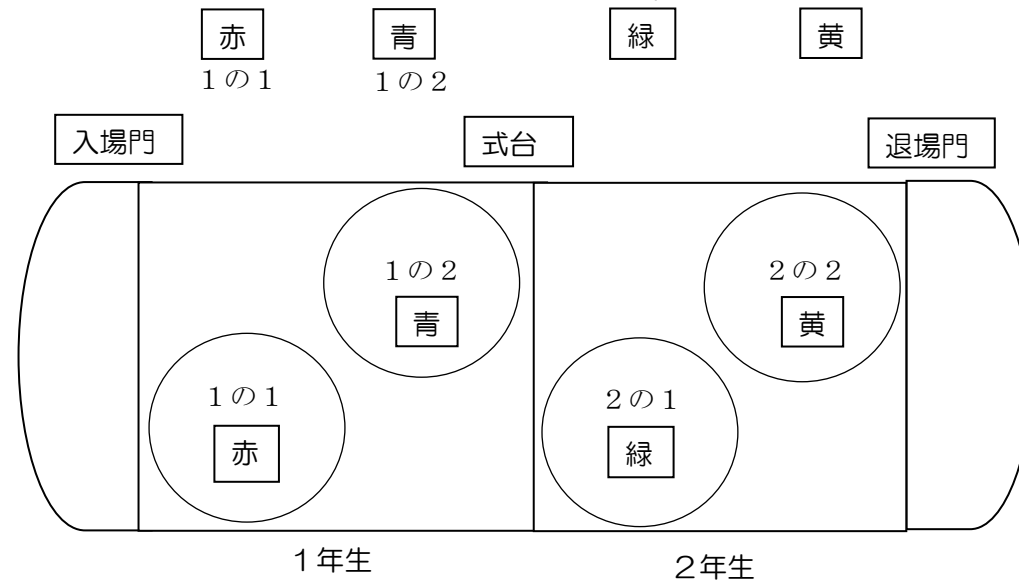 赤 青 緑 黄
１の１ １の２
入場門 式台 退場門
１の２ ２の２
青 黄
１の１ ２の１
赤 緑
１年生 ２年生